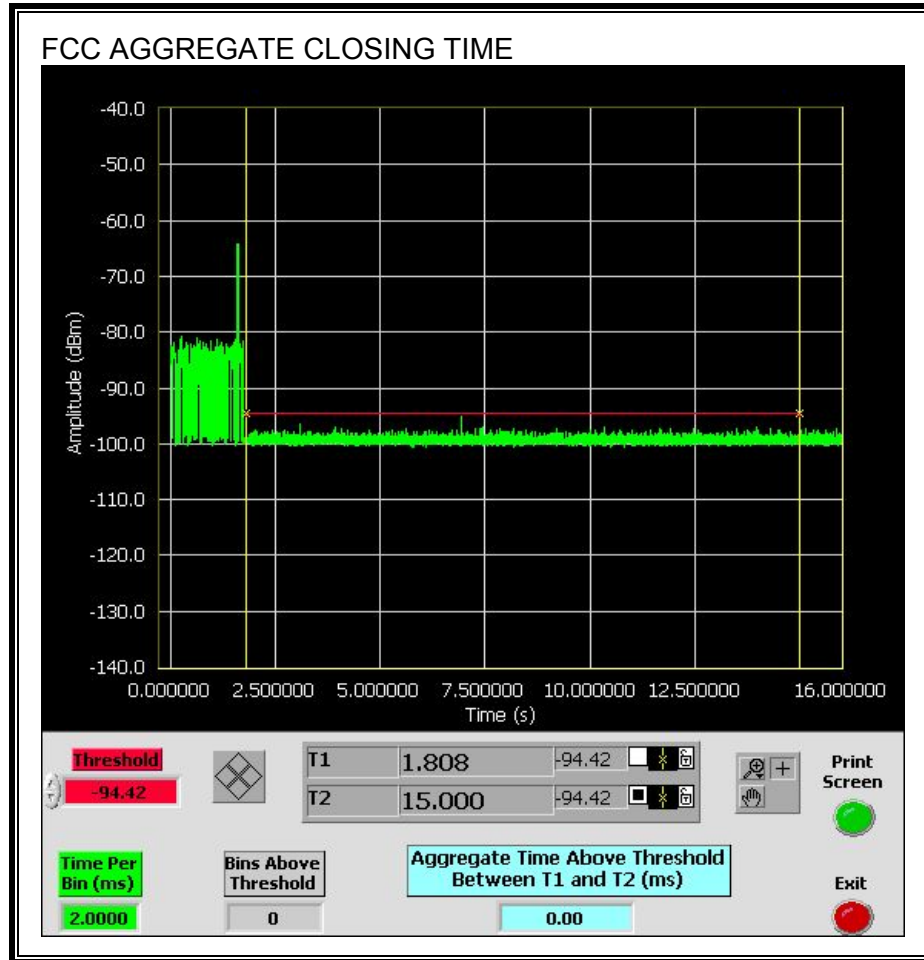 FCC AGGREGATE CLOSING TIME
-40.0
-50.0
-60.0
-70.0
-80.0
-90.0
-100.0
-110.0
-120.0
-130.0
-140.0
Amplitude (dBm)
0.000000 2.500000 5.000000 7.500000 10.000000 12.500000 16.000000
Time (s)
Threshold
-94.42
T1 1.808 -94.42
T2 15.000 -94.42
Print
Screen
Time Per
Bin (ms)
2.0000
Bins Above
Threshold
0
Aggregate Time Above Threshold
Between T1 and T2 (ms)
0.00
Exit